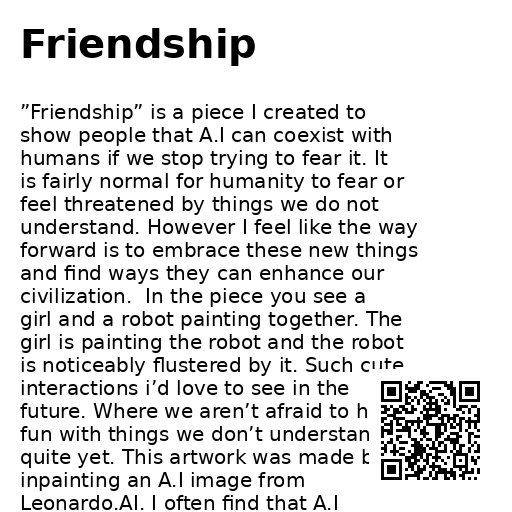 Friendship
”Friendship” is a piece I created to
show people that A.I can coexist with
humans if we stop trying to fear it. It
is fairly normal for humanity to fear or
feel threatened by things we do not
understand. However I feel like the way
forward is to embrace these new things
and find ways they can enhance our
civilization.  In the piece you see a
girl and a robot painting together. The
girl is painting the robot and the robot
is noticeably flustered by it. Such cute
interactions i’d love to see in the
future. Where we aren’t afraid to
fun with things we don’t
quite yet. This artwork was made
inpainting an A.I image from
Leonardo.AI. I often find that A.I